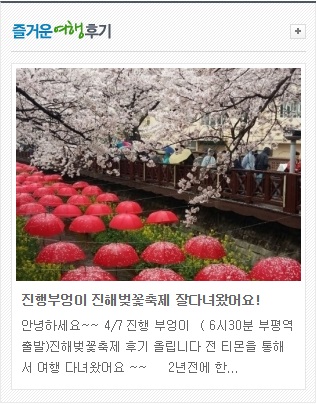 즐거운여행후기
진행부엉이 진해벚꽃축제 잘다녀왔어요!
안녕하세요~~ 4/7 진행 부엉이 ( 6시30분 부평역
출발)진해벚꽃축제 후기 올립니다 전 티몬을 통해
서 여행 다녀왔어요 ~~ 2년전에 한...